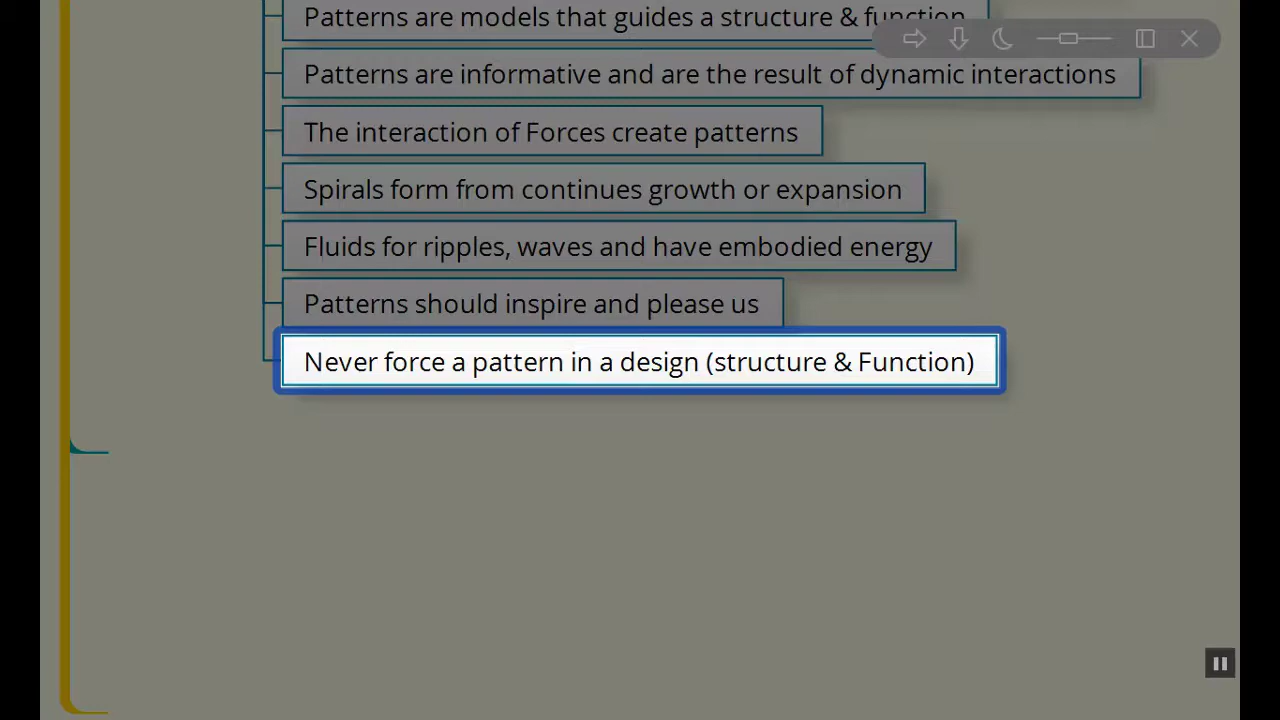 Patterns are models that guides a structure & function
Patterns are informative and are the result of dynamic interactions
The interaction of Forces create patterns
Spirals form from continues growth or expansion
Fluids for ripples, waves and have embodied energy
Patterns should inspire and please us
Never force a pattern in a design (structure & Function)